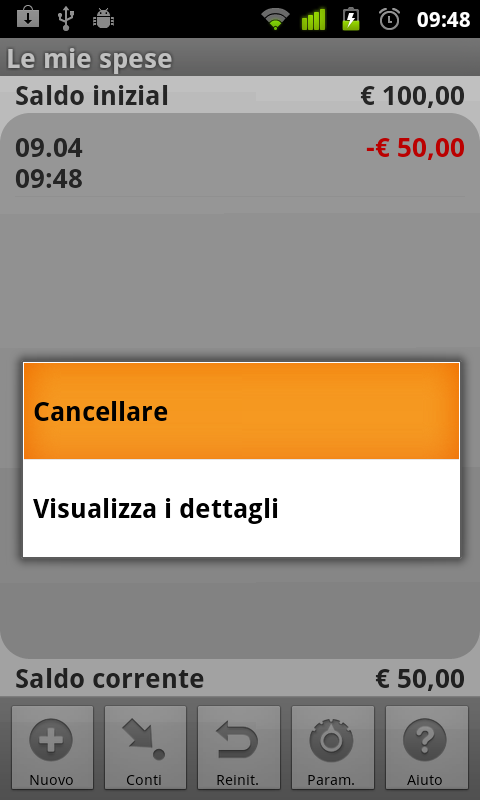 09:48
Le mie spese
Saldo inizial € 100,00
09.04 -€ 50,00
09:48
Cancellare
Visualizza i dettagli
Saldo corrente € 50,00
Nuovo Conti Reinit. Param. Aiuto